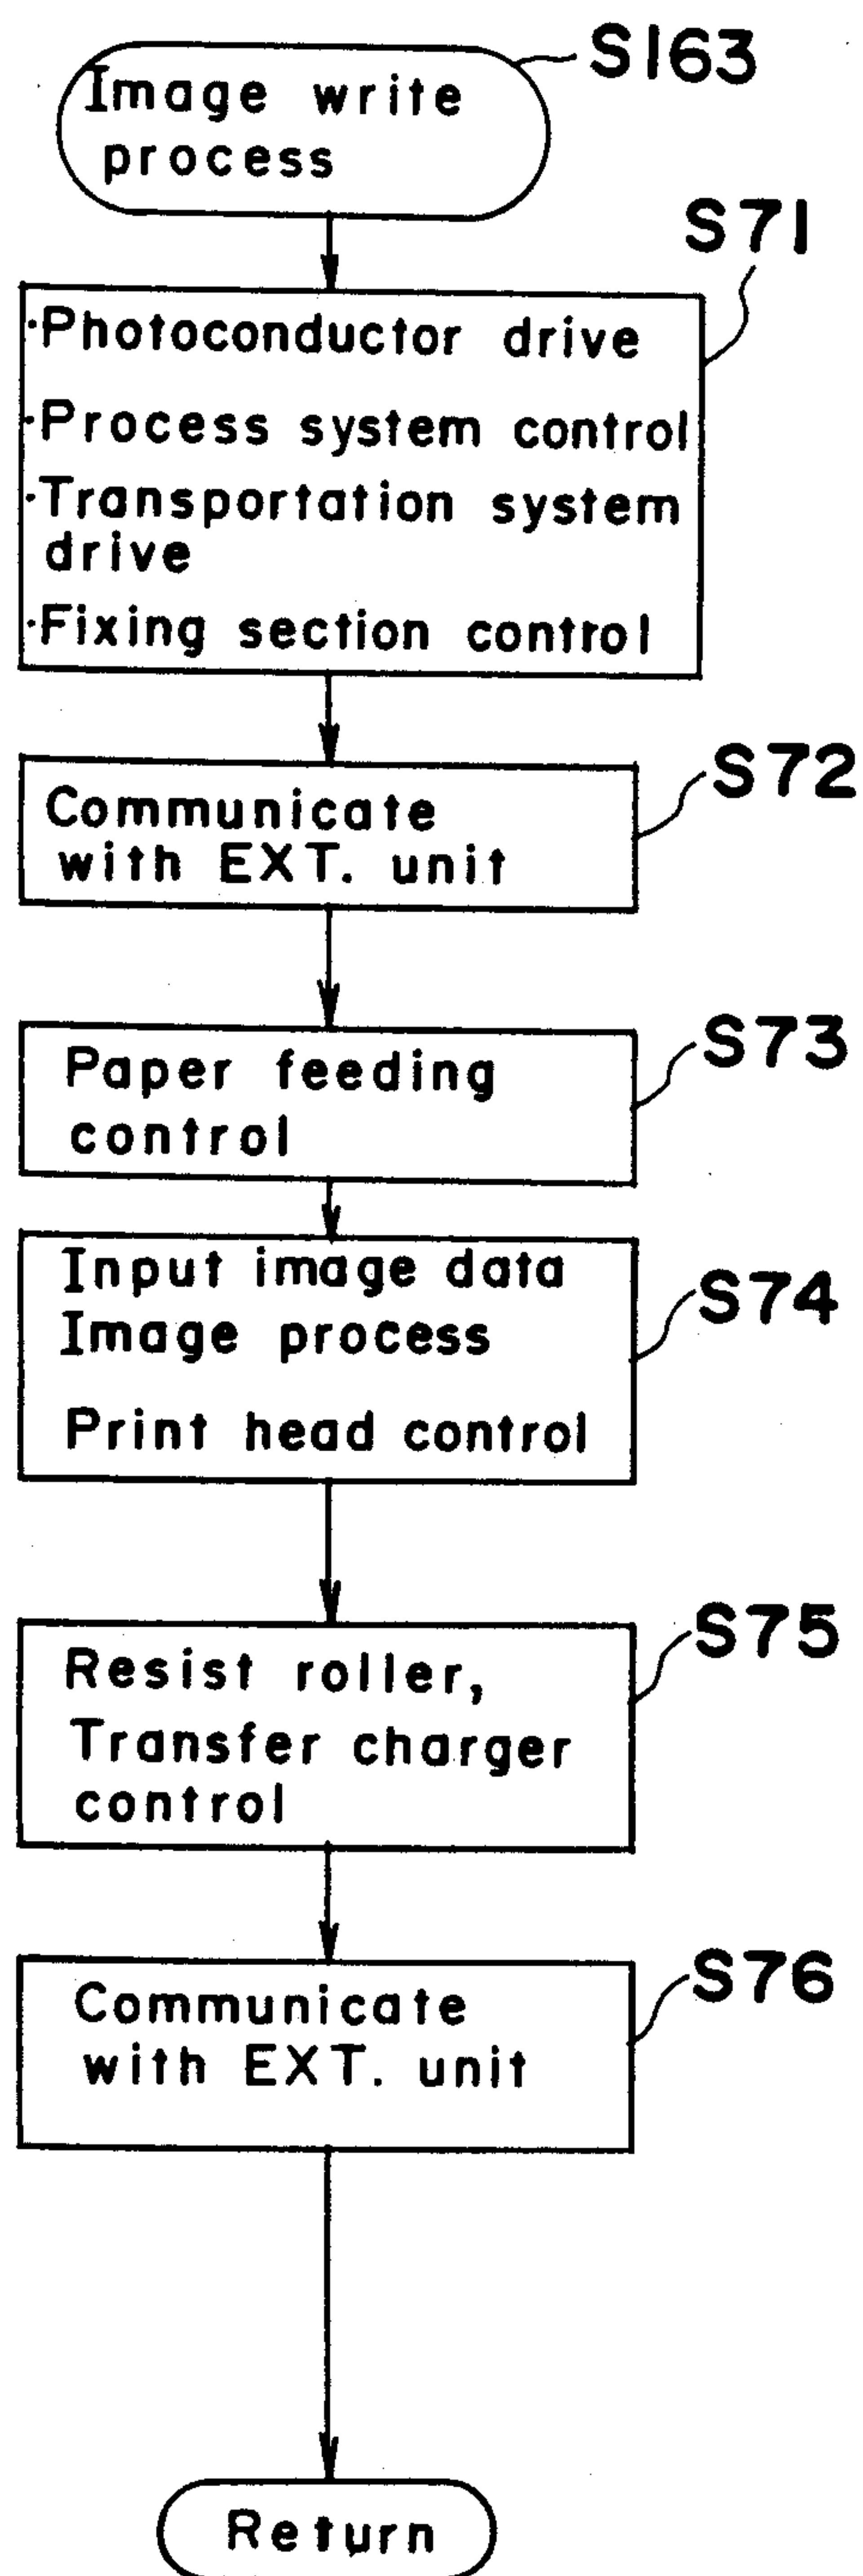 Image write
process
S163
S71
·Photoconductor drive
·Process system control
·Transportation system
drive
·Fixing section control
S72
Communicate
with EXT. unit
S73
Paper feeding
control
S74
Input image data
Image process
Print head control
S75
Resist roller,
Transfer charger
control
S76
Communicate
with EXT. unit
Return